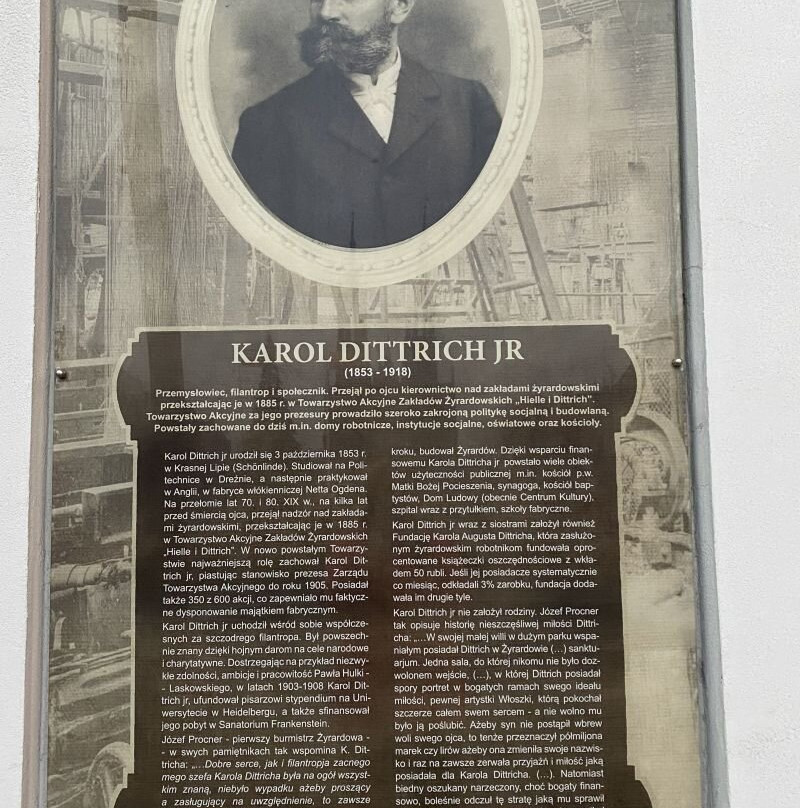 KAROL DITTRICH JR
(1853 - 1918)
Przemysłowiec, filantrop i społecznik. Przejął po ojcu kierownictwo nad zakładami żyrardowskimi
przekształcając je w 1885 r. w Towarzystwo Akcyjne Zakładów Żyrardowskich „Hielle i Dittrich".
Towarzystwo Akcyjne za jego prezesury prowadziło szeroko zakrojoną politykę socjalną i budowlaną.
Powstały zachowane do dziś m.in. domy robotnicze, instytucje socjalne, oświatowe oraz kościoły.
Karol Dittrich jr urodził się 3 października 1853 r.
w Krasnej Lipie (Schönlinde). Studiował na Poli-
technice w Dreźnie, a następnie praktykował
w Anglii, w fabryce włókienniczej Netta Ogdena.
Na przełomie lat 70. i 80. XIX w., na kilka lat
przed śmiercią ojca, przejął nadzór nad zakłada-
mi żyrardowskimi, przekształcając je w 1885 r.
w Towarzystwo Akcyjne Zakładów Żyrardowskich
„Hielle i Dittrich". W nowo powstałym Towarzy-
stwie najważniejszą rolę zachował Karol Dit-
trich jr, piastując stanowisko prezesa Zarządu
Towarzystwa Akcyjnego do roku 1905. Posiadał
także 350 z 600 akcji, co zapewniało mu faktycz-
ne dysponowanie majątkiem fabrycznym.
Karol Dittrich jr uchodził wśród sobie współcze-
snych za szczodrego filantropa. Był powszech-
nie znany dzięki hojnym darom na cele narodowe
i charytatywne. Dostrzegając na przykład niezwy-
kłe zdolności, ambicje i pracowitość Pawła Hulki -
- Laskowskiego, w latach 1903-1908 Karol Dit-
trich jr, ufundował pisarzowi stypendium na Uni-
wersytecie w Heidelbergu, a także sfinansował
jego pobyt w Sanatorium Frankenstein.
Józef Procner - pierwszy burmistrz Żyrardowa -
- w swych pamiętnikach tak wspomina K. Dit-
tricha: „...Dobre serce, jak i filantropja zacnego
mego szefa Karola Dittricha była na ogół wszyst-
kim znaną, niebyło wypadku ażeby proszący
a zasługujący na uwzględnienie, to zawsze
kroku, budował Żyrardów. Dzięki wsparciu finan-
sowemu Karola Dittricha jr powstało wiele obiek-
tów użyteczności publicznej m.in. kościół p.w.
Matki Bożej Pocieszenia, synagoga, kościół bap-
tystów, Dom Ludowy (obecnie Centrum Kultury),
szpital wraz z przytułkiem, szkoły fabryczne.
Karol Dittrich jr wraz z siostrami założył również
Fundację Karola Augusta Dittricha, która zasłużo-
nym żyrardowskim robotnikom fundowała opro-
centowane książeczki oszczędnościowe z wkła-
dem 50 rubli. Jeśli jej posiadacze systematycznie
co miesiąc, odkładali 3% zarobku, fundacja doda-
wała im drugie tyle.
Karol Dittrich jr nie założył rodziny. Józef Procner
tak opisuje historię nieszczęśliwej miłości Dittri-
cha: „...W swojej małej willi w dużym parku wspa-
niałym posiadał Dittrich w Żyrardowie (...) sanktu-
arjum. Jedna sala, do której nikomu nie było doz-
wolonem wejście, (...), w której Dittrich posiadał
spory portret w bogatych ramach swego ideału
miłości, pewnej artystki Włoszki, którą pokochał
szczerze całem swem sercem - a nie wolno mu
było ją poślubić. Ażeby syn nie postąpił wbrew
woli swego ojca, to tenże przeznaczył półmiljona
marek czy lirów ażeby ona zmieniła swoje nazwis-
ko i raz na zawsze zerwała przyjaźń i miłość jaką
posiadała dla Karola Dittricha. (...). Natomiast
biedny oszukany narzeczony, choć bogaty finan-
sowo, boleśnie odczuł tę stratę jaką mu sprawił